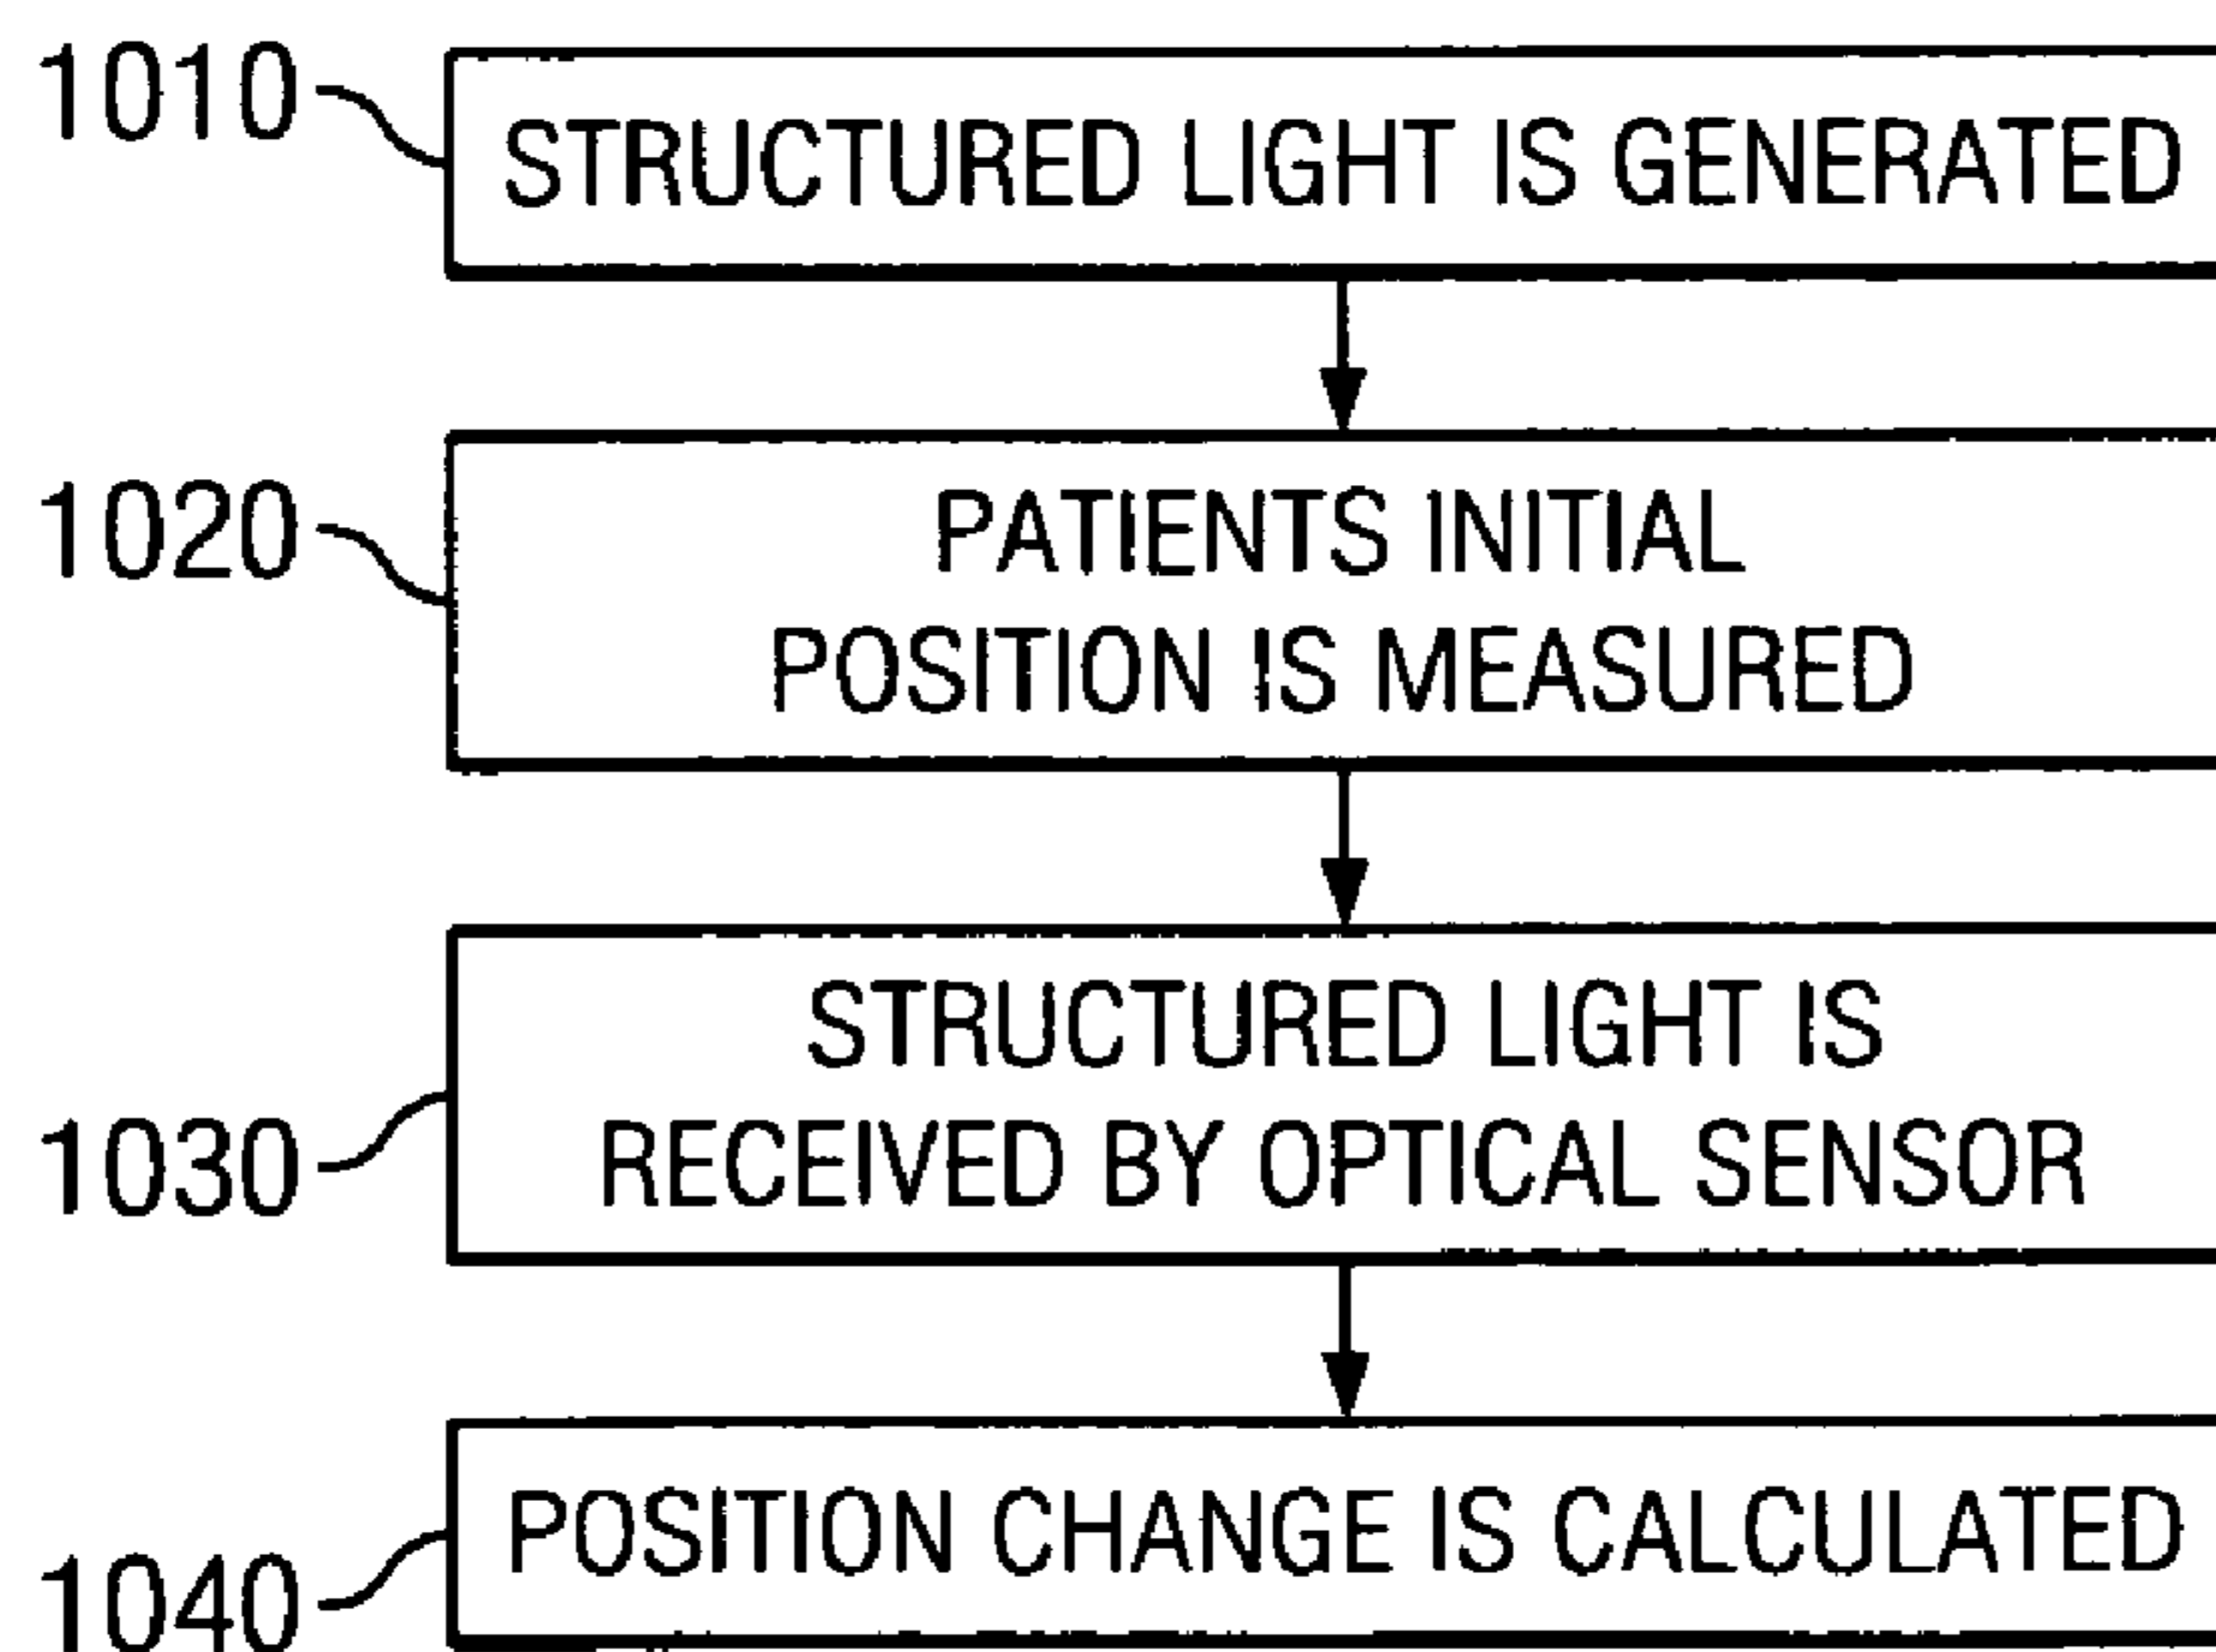 1010
STRUCTURED LIGHT IS GENERATED
1020
PATIENTS INITIAL
POSITION IS MEASURED
STRUCTURED LIGHT IS
RECEIVED BY OPTICAL SENSOR
1030
POSITION CHANGE IS CALCULATED
1040